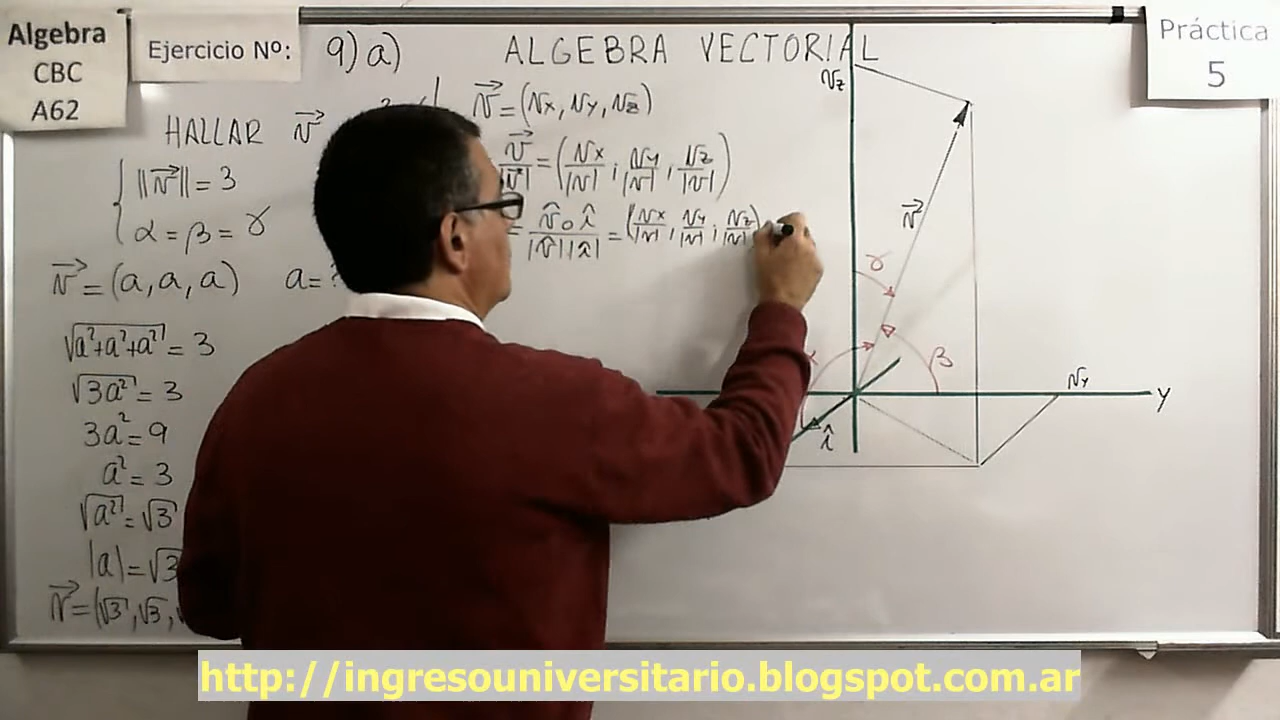 Algebra
CBC
A62
Ejercicio Nº: 9) a)
ALGEBRA VECTORIAL
Práctica
5
HALLAR v⃗
‖v⃗‖ = 3
α = β = γ
v⃗ = (a, a, a) a = ?
√a²+a²+a² = 3
√3a² = 3
3a² = 9
a² = 3
√a² = √3
|a| = √3
v⃗ = (√3, √3,
v⃗ = (vx, vy, vz)
v⃗/|v⃗| = (vx/|v|, vy/|v|, vz/|v|)
= v̂ ∘ î/|v̂||î| = (vx/|v|, vy/|v|, vz/|v|)
vz
v⃗
γ
α
β
vy
y
î
http://ingresouniversitario.blogspot.com.ar